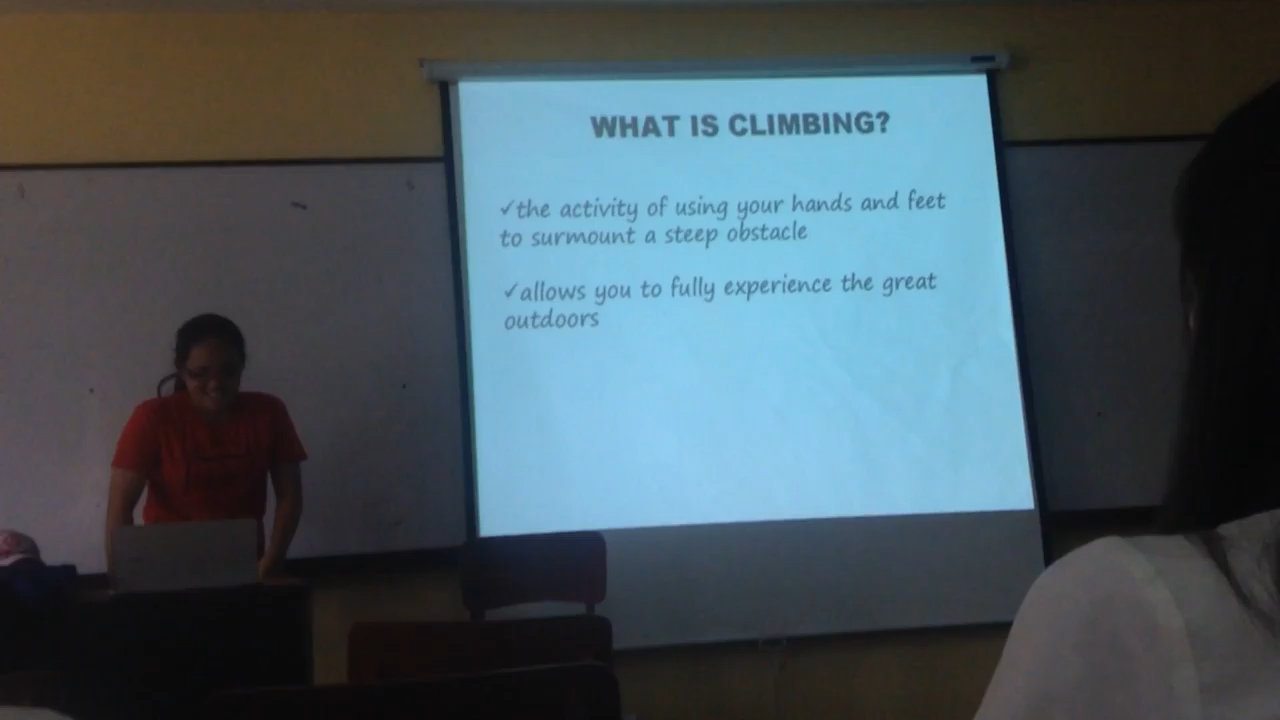 WHAT IS CLIMBING?
✓the activity of using your hands and feet
to surmount a steep obstacle
✓allows you to fully experience the great
outdoors